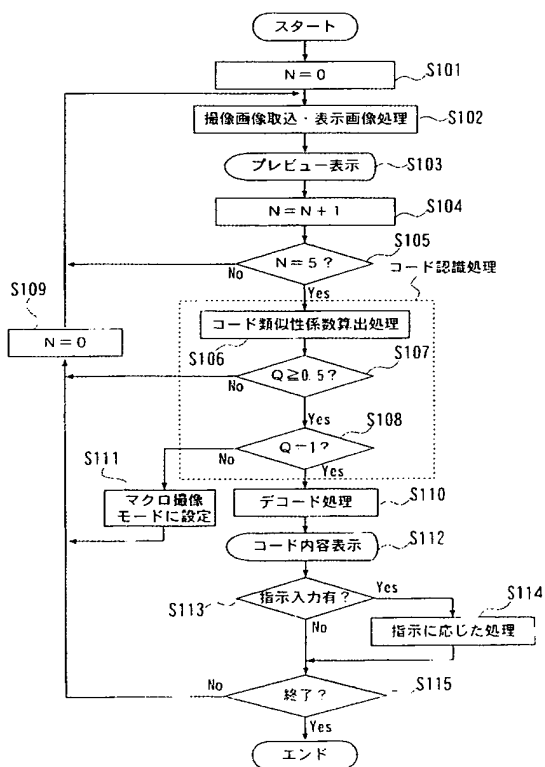 スタート
N=0
S101
撮像画像取込・表示画像処理
S102
プレビュー表示
S103
N=N+1
S104
N=5?
S105
No
Yes
コード認識処理
S109
N=0
コード類似性係数算出処理
S106
Q≧0.5?
S107
No
Yes
Q=1?
S108
No
Yes
S111
マクロ撮像
モードに設定
デコード処理
S110
コード内容表示
S112
指示入力有?
S113
Yes
No
S114
指示に応じた処理
終了?
S115
No
Yes
エンド